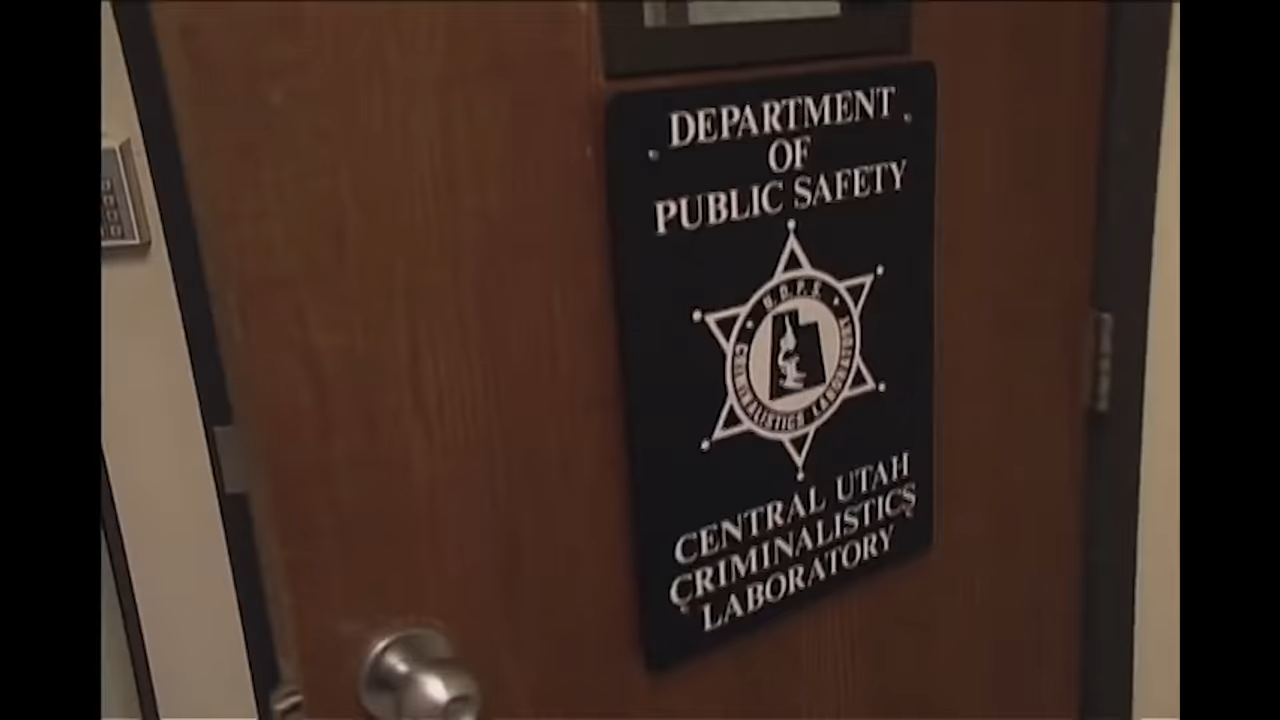 DEPARTMENT
OF
PUBLIC SAFETY
U.D.P.S.
CRIMINALISTICS LABORATORY
CENTRAL UTAH
CRIMINALISTICS
LABORATORY